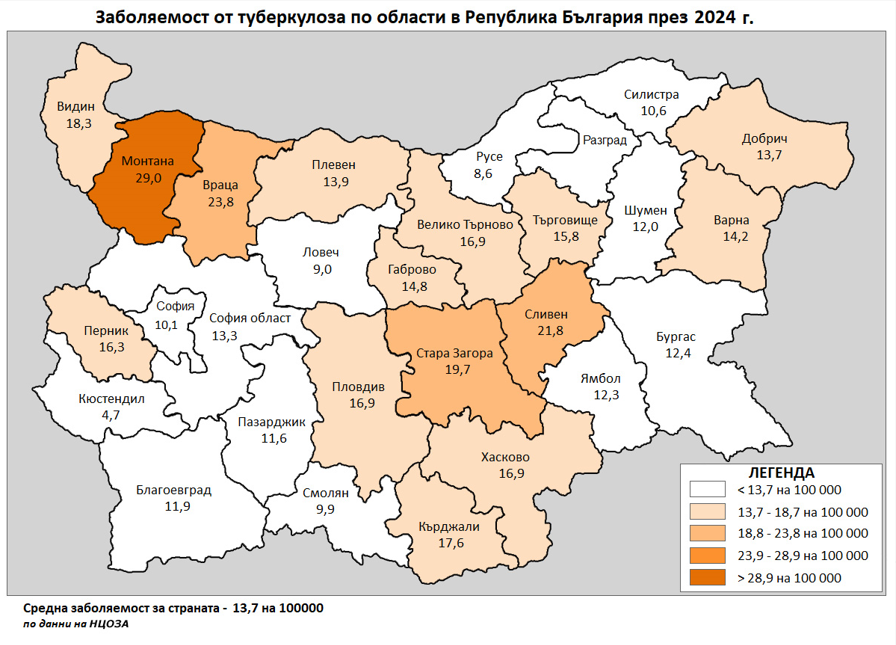 Заболяемост от туберкулоза по области в Република България през 2024 г.
Видин
18,3
Монтана
29,0
Враца
23,8
Плевен
13,9
Русе
8,6
Силистра
10,6
Разград
Добрич
13,7
Шумен
12,0
Варна
14,2
Търговище
15,8
Велико Търново
16,9
Ловеч
9,0
Габрово
14,8
София
10,1
София област
13,3
Перник
16,3
Кюстендил
4,7
Сливен
21,8
Стара Загора
19,7
Бургас
12,4
Ямбол
12,3
Пловдив
16,9
Пазарджик
11,6
Хасково
16,9
Благоевград
11,9
Смолян
9,9
Кърджали
17,6
ЛЕГЕНДА
< 13,7 на 100 000
13,7 - 18,7 на 100 000
18,8 - 23,8 на 100 000
23,9 - 28,9 на 100 000
> 28,9 на 100 000
Средна заболяемост за страната - 13,7 на 100000
по данни на НЦОЗА